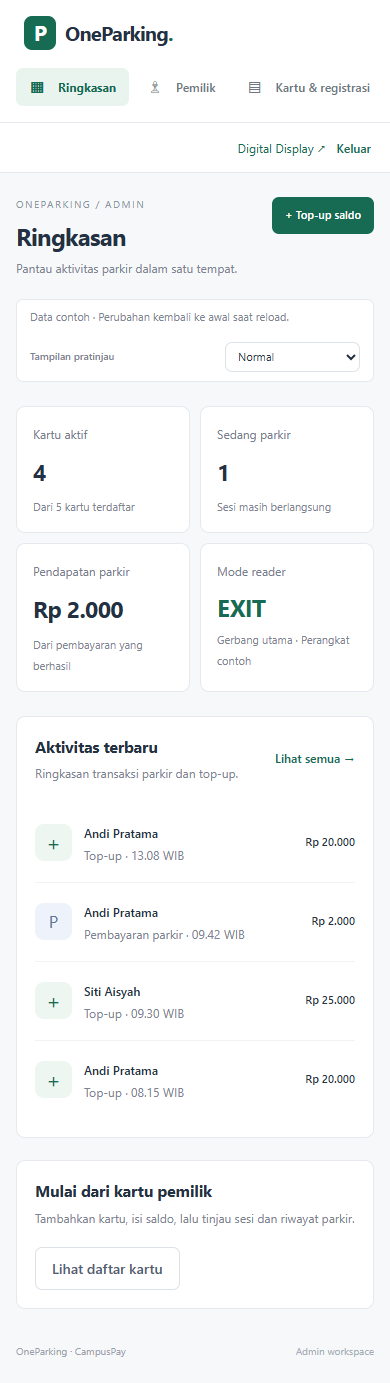 P OneParking.
Ringkasan Pemilik Kartu & registrasi
Digital Display ↗ Keluar
ONEPARKING / ADMIN
+ Top-up saldo
Ringkasan
Pantau aktivitas parkir dalam satu tempat.
Data contoh · Perubahan kembali ke awal saat reload.
Tampilan pratinjau Normal
Kartu aktif
4
Dari 5 kartu terdaftar
Sedang parkir
1
Sesi masih berlangsung
Pendapatan parkir
Rp 2.000
Dari pembayaran yang
berhasil
Mode reader
EXIT
Gerbang utama · Perangkat
contoh
Aktivitas terbaru
Lihat semua →
Ringkasan transaksi parkir dan top-up.
+ Andi Pratama
Top-up · 13.08 WIB
Rp 20.000
P Andi Pratama
Pembayaran parkir · 09.42 WIB
Rp 2.000
+ Siti Aisyah
Top-up · 09.30 WIB
Rp 25.000
+ Andi Pratama
Top-up · 08.15 WIB
Rp 20.000
Mulai dari kartu pemilik
Tambahkan kartu, isi saldo, lalu tinjau sesi dan riwayat parkir.
Lihat daftar kartu
OneParking · CampusPay
Admin workspace